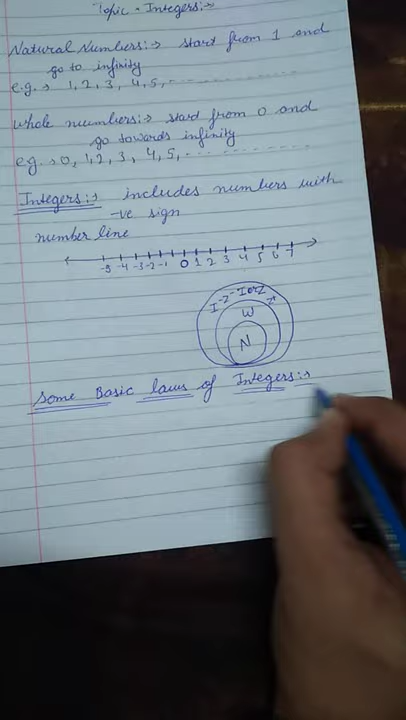 Topic - Integers :->
Natural Numbers :-> start from 1 and
go to infinity
e.g. -> 1, 2, 3, 4, 5, - - - - - - - - -
Whole numbers :-> start from 0 and
go towards infinity
e.g. -> 0, 1, 2, 3, 4, 5, - - - - - - - - -
Integers :-> includes numbers with
-ve sign
number line
-5 -4 -3 -2 -1 0 1 2 3 4 5 6 7
W
N
Some Basic laws of Integers :->